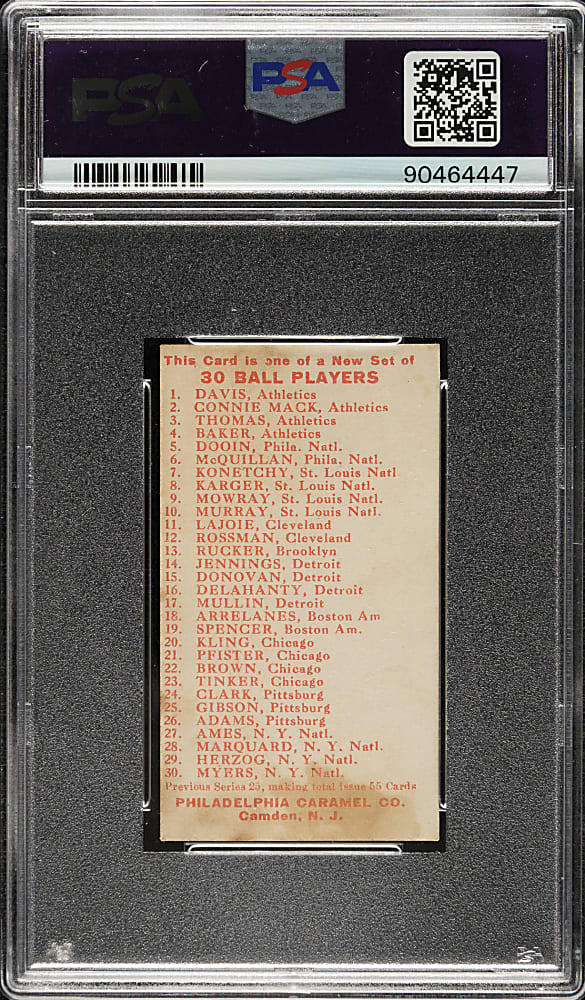 PSA
PSA
90464447
This Card is one of a New Set of
30 BALL PLAYERS
1. DAVIS, Athletics
2. CONNIE MACK, Athletics
3. THOMAS, Athletics
4. BAKER, Athletics
5. DOOIN, Phila. Natl.
6. McQUILLAN, Phila. Natl.
7. KONETCHY, St. Louis Natl
8. KARGER, St. Louis Natl.
9. MOWRAY, St. Louis Natl.
10. MURRAY, St. Louis Natl.
11. LAJOIE, Cleveland
12. ROSSMAN, Cleveland
13. RUCKER, Brooklyn
14. JENNINGS, Detroit
15. DONOVAN, Detroit
16. DELAHANTY, Detroit
17. MULLIN, Detroit
18. ARRELANES, Boston Am
19. SPENCER, Boston Am.
20. KLING, Chicago
21. PFISTER, Chicago
22. BROWN, Chicago
23. TINKER, Chicago
24. CLARK, Pittsburg
25. GIBSON, Pittsburg
26. ADAMS, Pittsburg
27. AMES, N. Y. Natl.
28. MARQUARD, N. Y. Natl.
29. HERZOG, N. Y. Natl.
30. MYERS, N. Y. Natl.
Previous Series 25, making total Issue 55 Cards
PHILADELPHIA CARAMEL CO.
Camden, N. J.